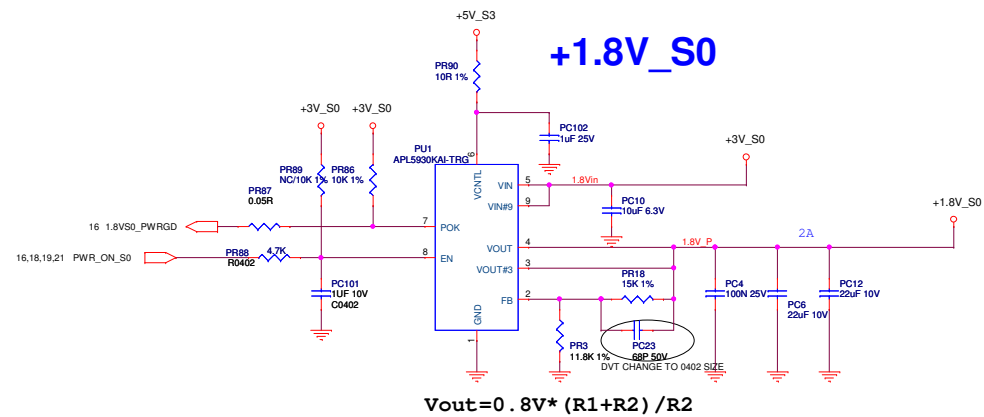 +5V_S3
+1.8V_S0
PR90
10R 1%
+3V_S0
+3V_S0
PC102
1uF 25V
+3V_S0
PU1
APL5930KAI-TRG
6
VCNTL
PR89
NC/10K 1%
PR86
10K 1%
PR87
0.05R
VIN
5
1.8Vin
VIN#9
9
PC10
10uF 6.3V
+1.8V_S0
16 1.8VS0_PWRGD
7
POK
VOUT
4
1.8V_P
2A
16,18,19,21 PWR_ON_S0
PR88
R0402
4.7K
8
EN
VOUT#3
3
PR18
15K 1%
PC101
1UF 10V
C0402
FB
2
PC4
100N 25V
PC6
22uF 10V
PC12
22uF 10V
GND
1
PR3
11.8K 1%
PC23
68P 50V
DVT CHANGE TO 0402 SIZE
Vout=0.8V*(R1+R2)/R2